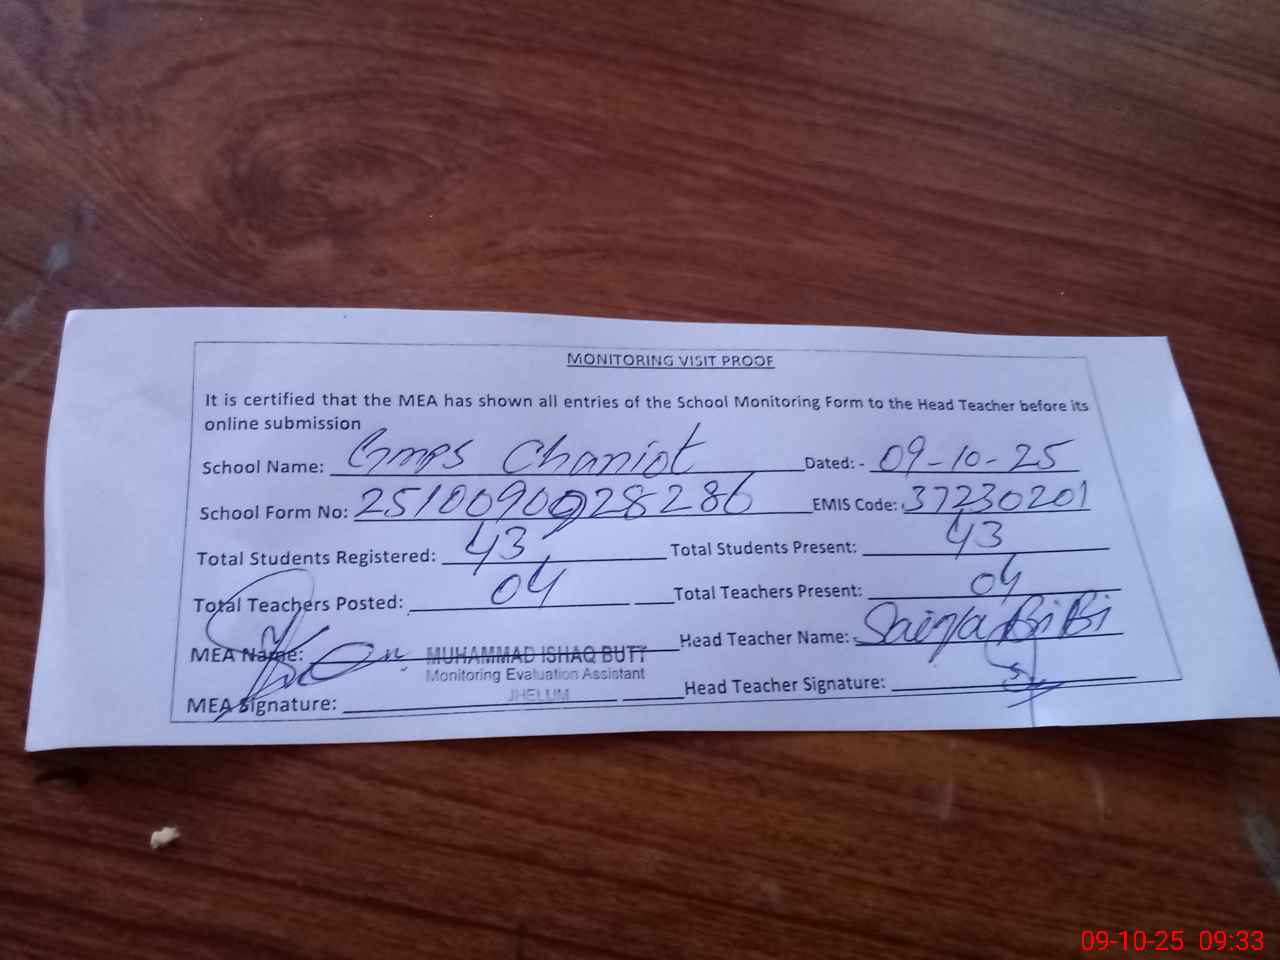 MONITORING VISIT PROOF
It is certified that the MEA has shown all entries of the School Monitoring Form to the Head Teacher before its
online submission
School Name: Gmps Chaniot Dated: - 09-10-25
School Form No: 2510090028286 EMIS Code: 37230201
Total Students Registered: 43 Total Students Present: 43
Total Teachers Posted: 04 Total Teachers Present: 04
MEA Name: MUHAMMAD ISHAQ BUTT Head Teacher Name: Saiqa BiBi
Monitoring Evaluation Assistant
JHELUM
MEA Signature: Head Teacher Signature:
09-10-25 09:33